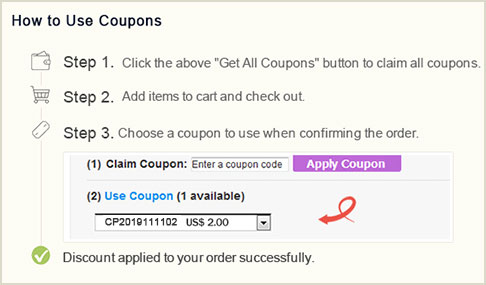 How to Use Coupons
Step 1. Click the above "Get All Coupons" button to claim all coupons.
Step 2. Add items to cart and check out.
Step 3. Choose a coupon to use when confirming the order.
(1) Claim Coupon: Enter a coupon code Apply Coupon
(2) Use Coupon (1 available)
CP2019111102 US$ 2.00
Discount applied to your order successfully.